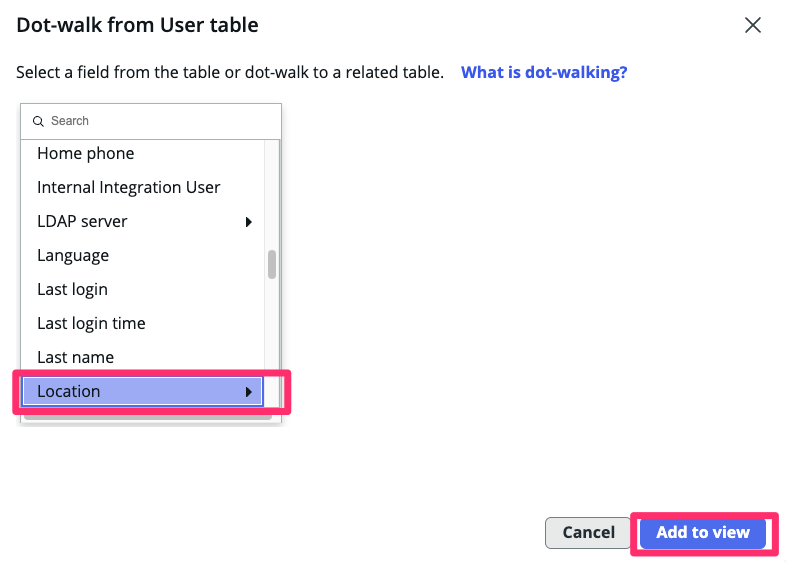 Dot-walk from User table
Select a field from the table or dot-walk to a related table. What is dot-walking?
Search
Home phone
Internal Integration User
LDAP server
Language
Last login
Last login time
Last name
Location
Cancel Add to view